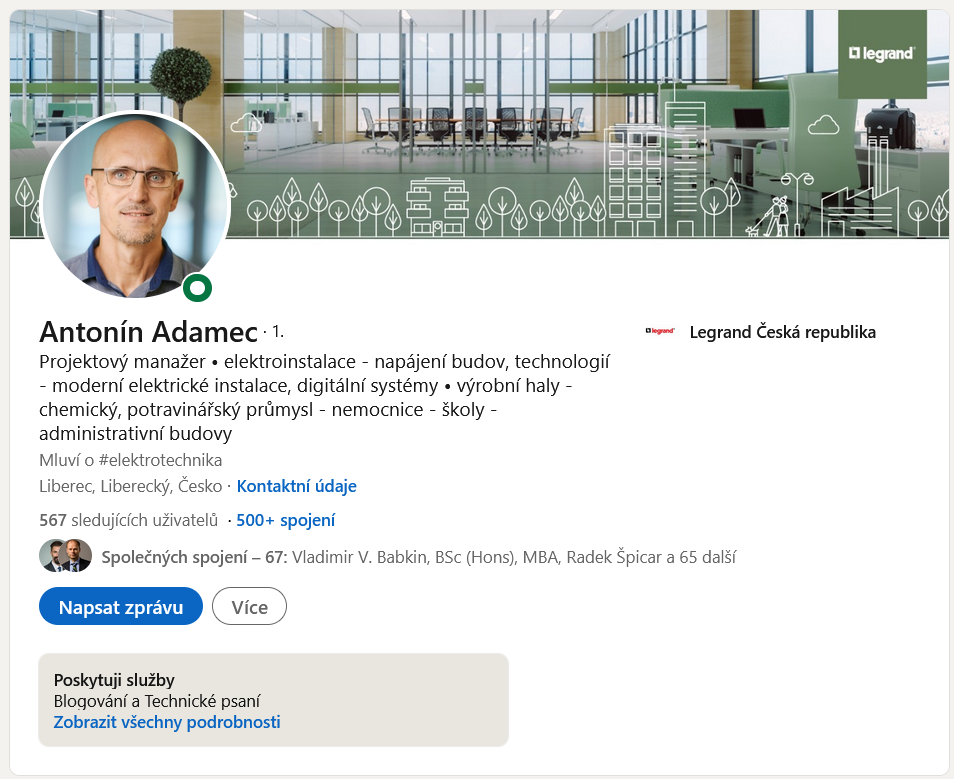 legrand
Antonín Adamec · 1.
legrand
Legrand Česká republika
Projektový manažer • elektroinstalace - napájení budov, technologií
- moderní elektrické instalace, digitální systémy • výrobní haly -
chemický, potravinářský průmysl - nemocnice - školy -
administrativní budovy
Mluví o #elektrotechnika
Liberec, Liberecký, Česko · Kontaktní údaje
567 sledujících uživatelů · 500+ spojení
Společných spojení – 67: Vladimir V. Babkin, BSc (Hons), MBA, Radek Špicar a 65 další
Napsat zprávu
Více
Poskytuji služby
Blogování a Technické psaní
Zobrazit všechny podrobnosti